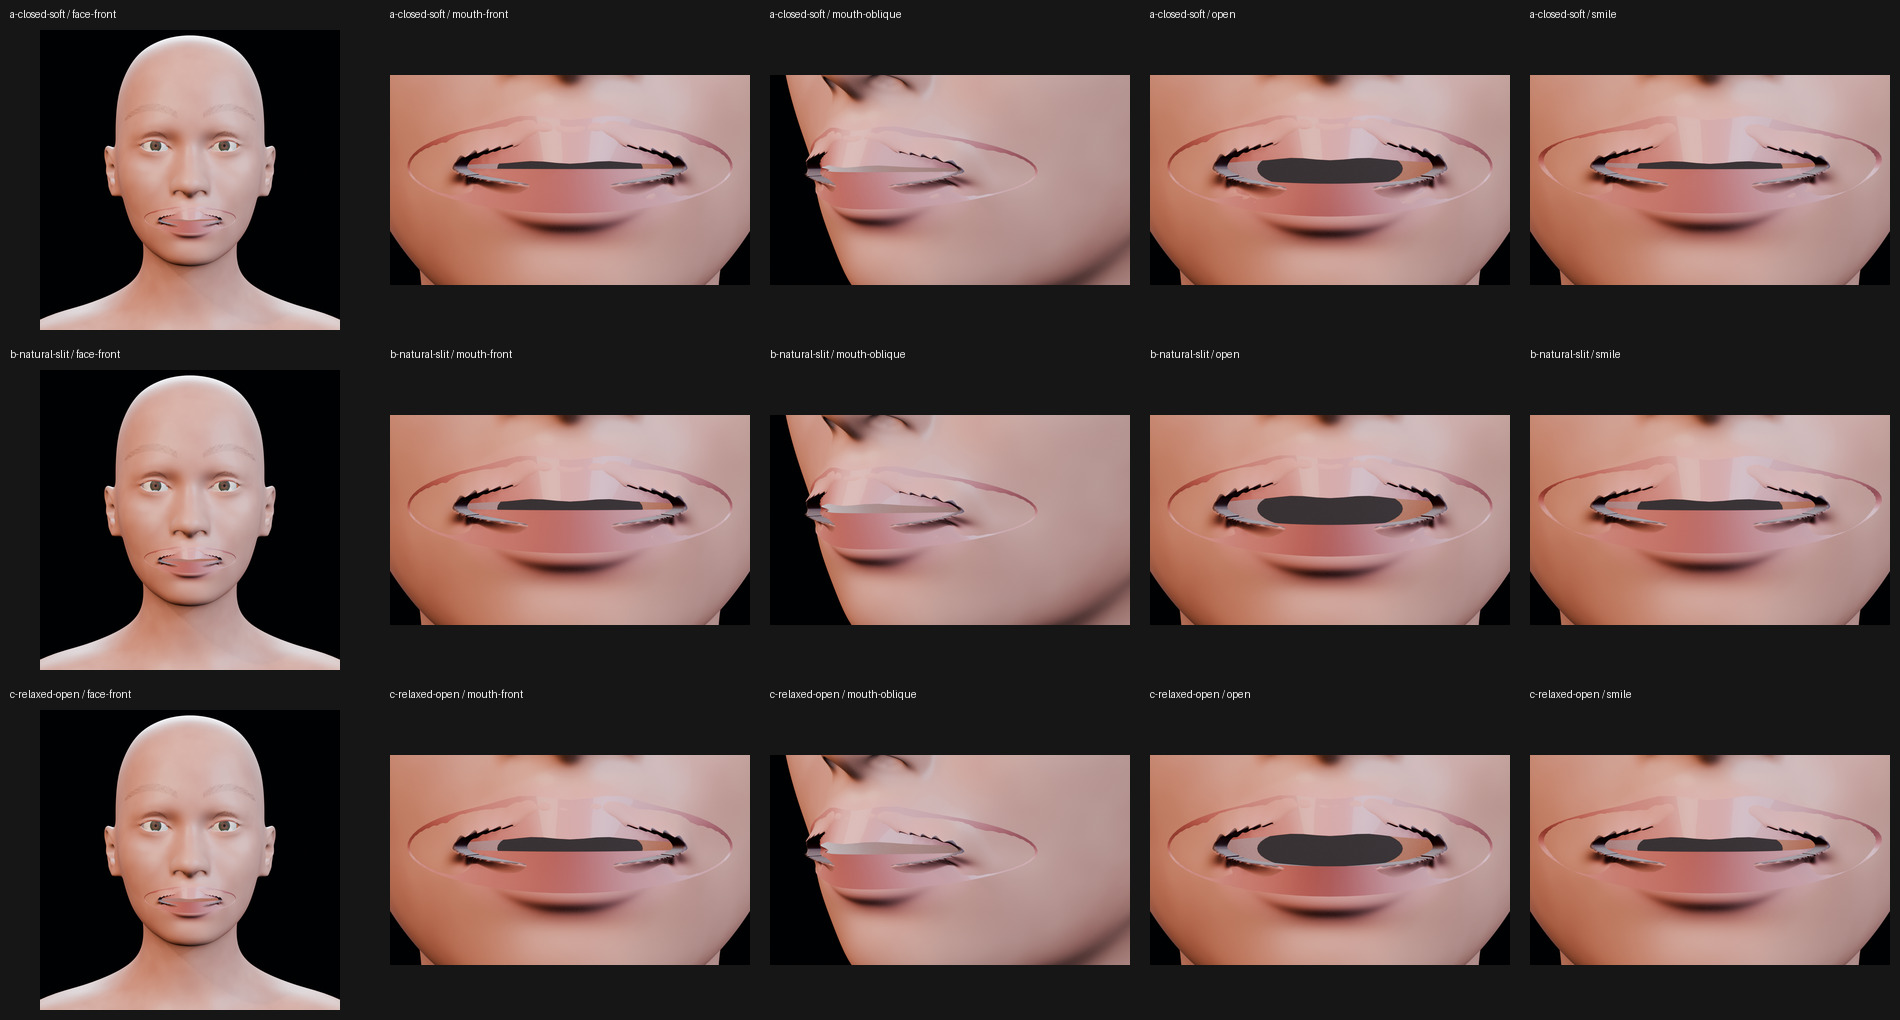 a-closed-soft / face-front
a-closed-soft / mouth-front
a-closed-soft / mouth-oblique
a-closed-soft / open
a-closed-soft / smile
b-natural-slit / face-front
b-natural-slit / mouth-front
b-natural-slit / mouth-oblique
b-natural-slit / open
b-natural-slit / smile
c-relaxed-open / face-front
c-relaxed-open / mouth-front
c-relaxed-open / mouth-oblique
c-relaxed-open / open
c-relaxed-open / smile